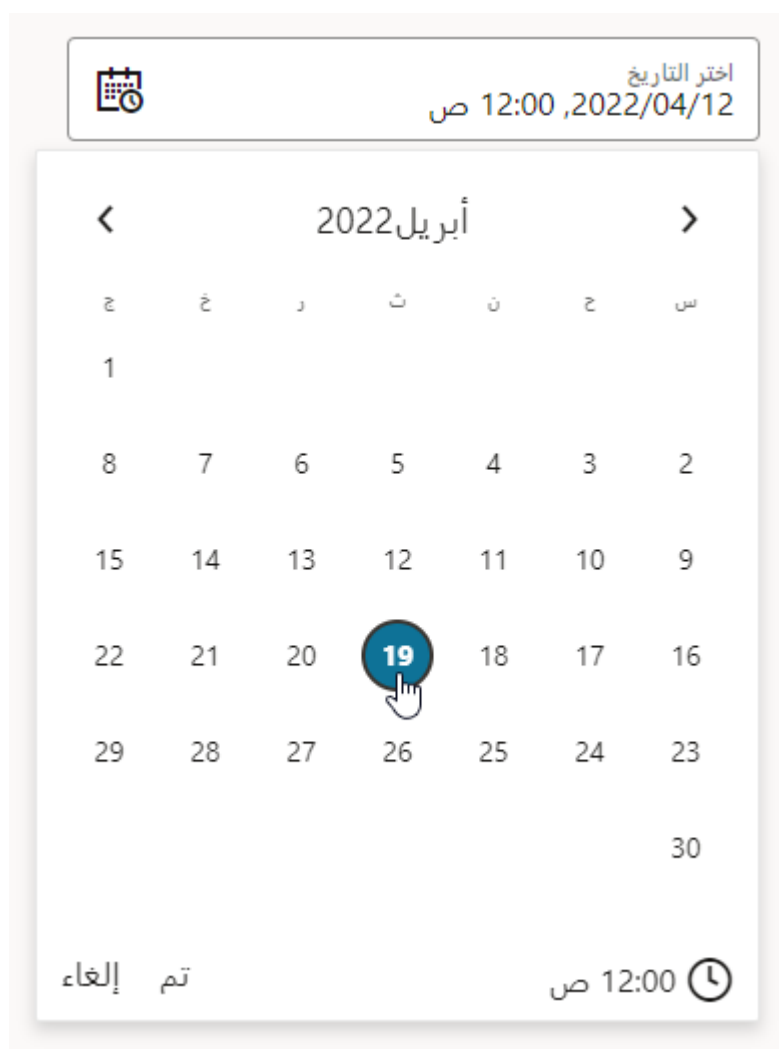 اختر التاريخ
2022/04/12, 12:00 ص
أبريل2022
س ح ن ث ر خ ج
1
2 3 4 5 6 7 8
9 10 11 12 13 14 15
16 17 18 19 20 21 22
23 24 25 26 27 28 29
30
12:00 ص تم إلغاء